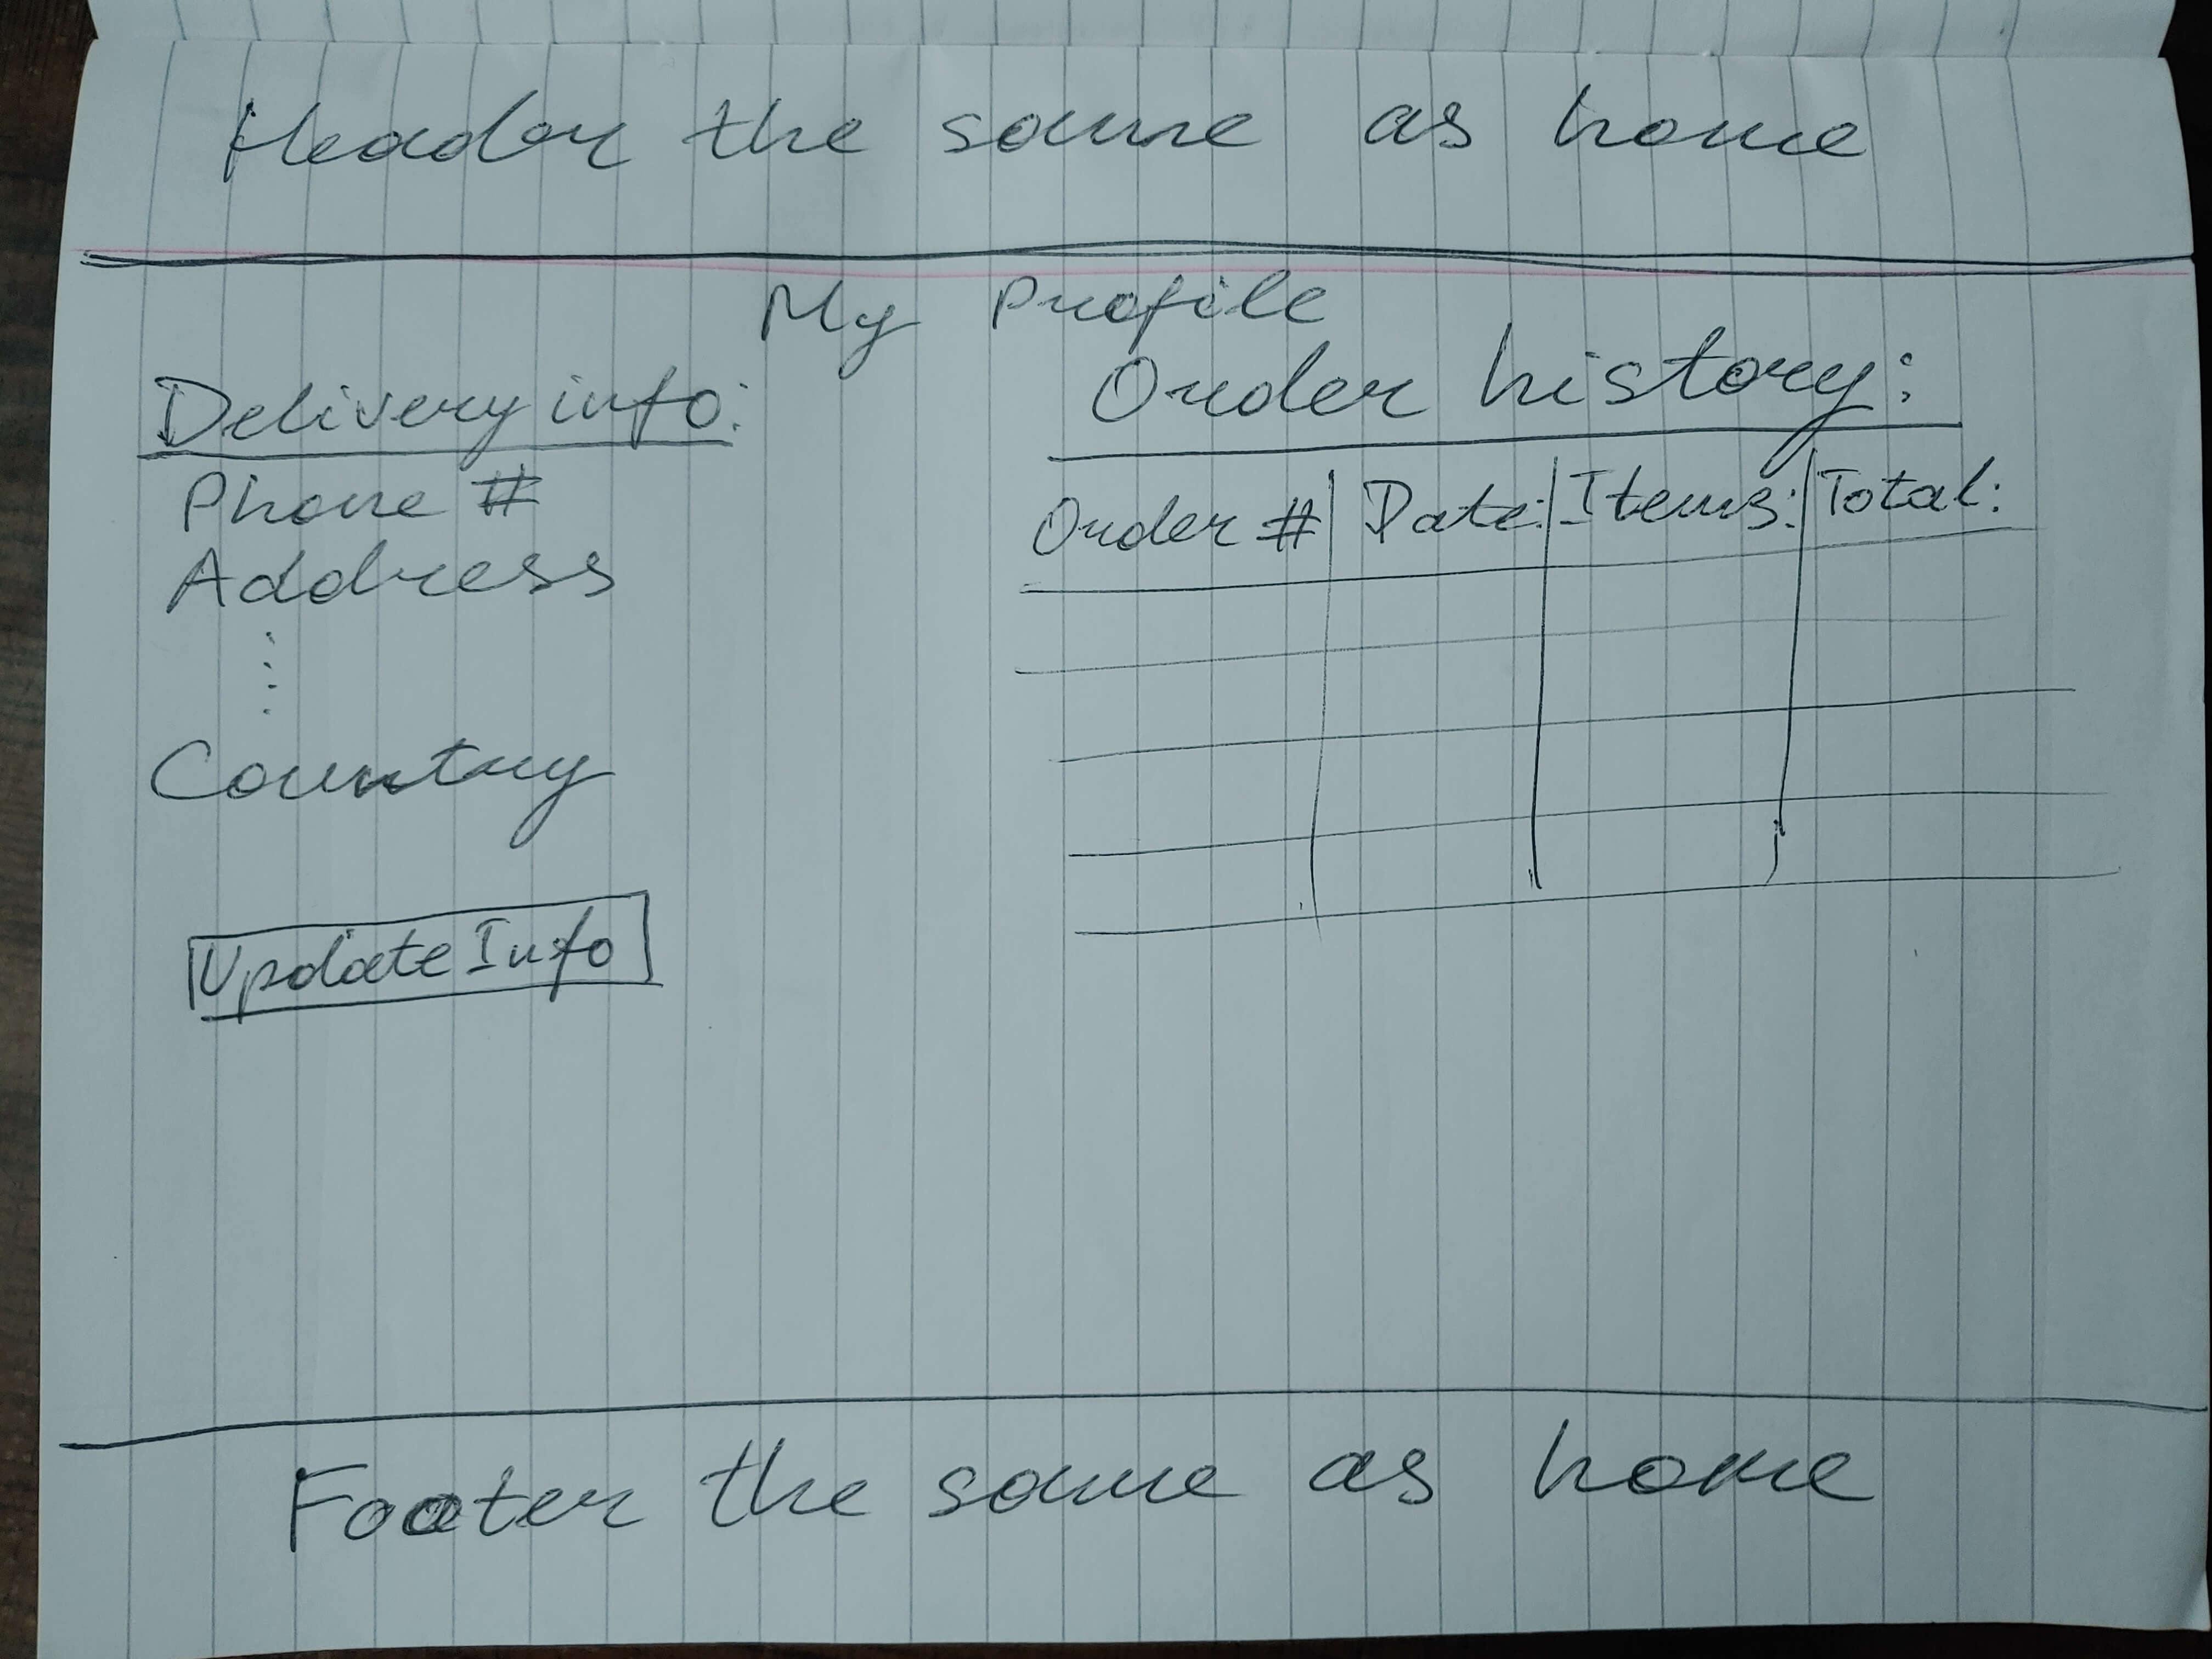 Header the same as home
My Profile
Delivery info:
Phone #
Address
Country
Update Info
Order history:
Order # Date: Items: Total:
Footer the same as home